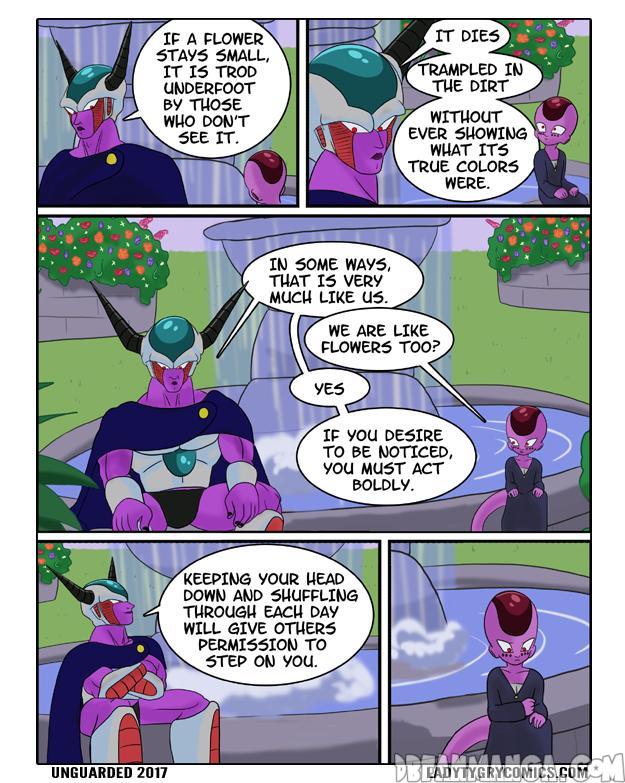 IF A FLOWER
STAYS SMALL,
IT IS TROD
UNDERFOOT
BY THOSE
WHO DON'T
SEE IT.
IT DIES
TRAMPLED IN
THE DIRT
WITHOUT
EVER SHOWING
WHAT ITS
TRUE COLORS
WERE.
IN SOME WAYS,
THAT IS VERY
MUCH LIKE US.
WE ARE LIKE
FLOWERS TOO?
YES
IF YOU DESIRE
TO BE NOTICED,
YOU MUST ACT
BOLDLY.
KEEPING YOUR HEAD
DOWN AND SHUFFLING
THROUGH EACH DAY
WILL GIVE OTHERS
PERMISSION TO
STEP ON YOU.
DBFANMANGA.COM
UNGUARDED 2017
LADYTYGRYCOMICS.COM